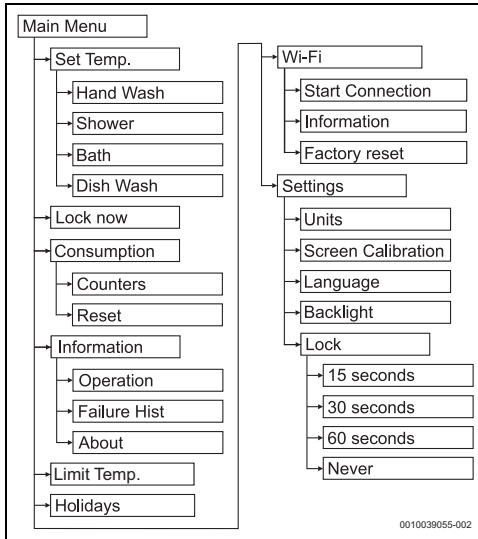 Main Menu
Set Temp.
Hand Wash
Shower
Bath
Dish Wash
Lock now
Consumption
Counters
Reset
Information
Operation
Failure Hist
About
Limit Temp.
Holidays
Wi-Fi
Start Connection
Information
Factory reset
Settings
Units
Screen Calibration
Language
Backlight
Lock
15 seconds
30 seconds
60 seconds
Never
0010039055-002